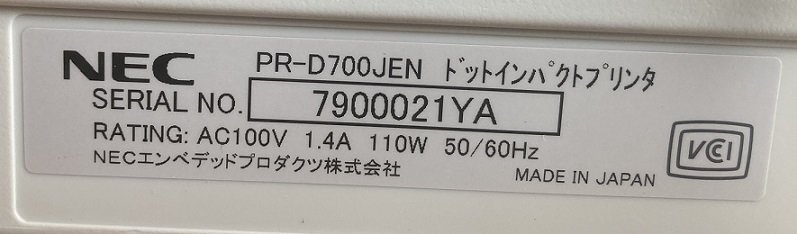 NEC PR-D700JEN ﾄﾞｯﾄｲﾝﾊﾟｸﾄﾌﾟﾘﾝﾀ
SERIAL NO. 7900021YA
RATING: AC100V 1.4A 110W 50/60Hz
NECエンベデッドプロダクツ株式会社
MADE IN JAPAN
VCCI